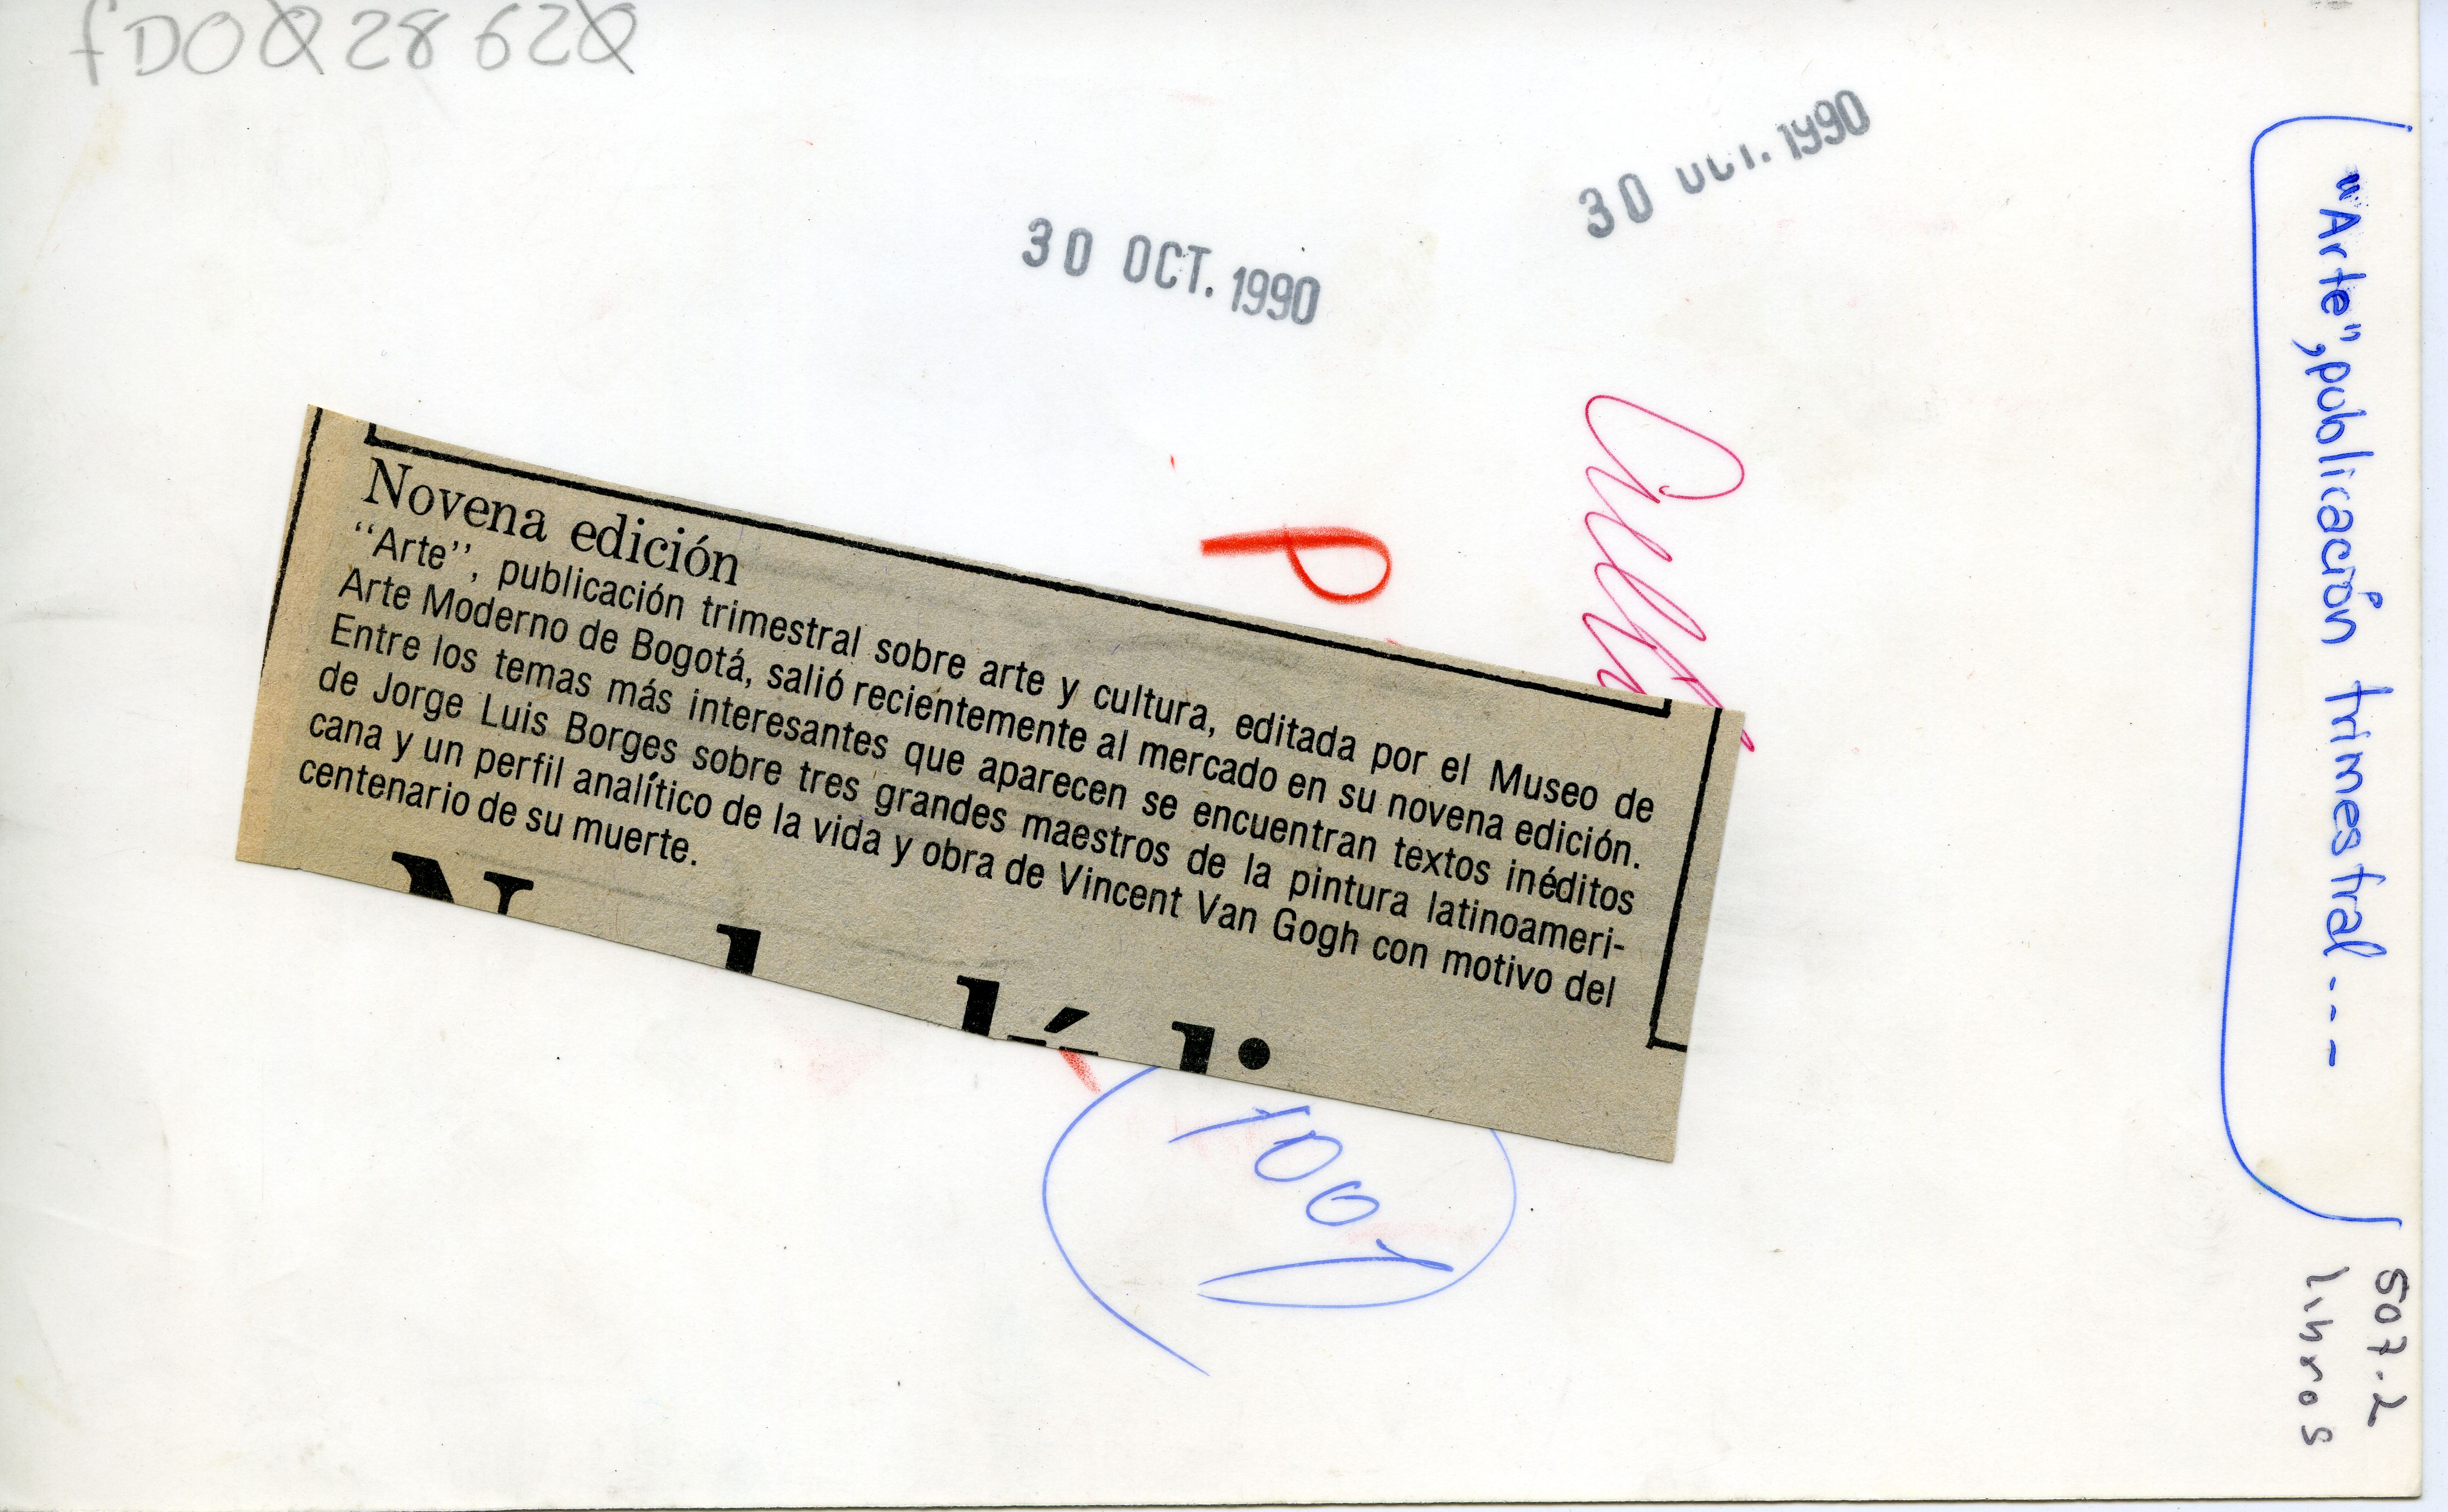 fD0028620
30 OCT. 1990
30 OCT. 1990
Novena edición
“Arte”, publicación trimestral sobre arte y cultura, editada por el Museo de
Arte Moderno de Bogotá, salió recientemente al mercado en su novena edición.
Entre los temas más interesantes que aparecen se encuentran textos inéditos
de Jorge Luis Borges sobre tres grandes maestros de la pintura latinoameri-
cana y un perfil analítico de la vida y obra de Vincent Van Gogh con motivo del
centenario de su muerte.
P
"Arte", publicación trimestral----
507-2
libros